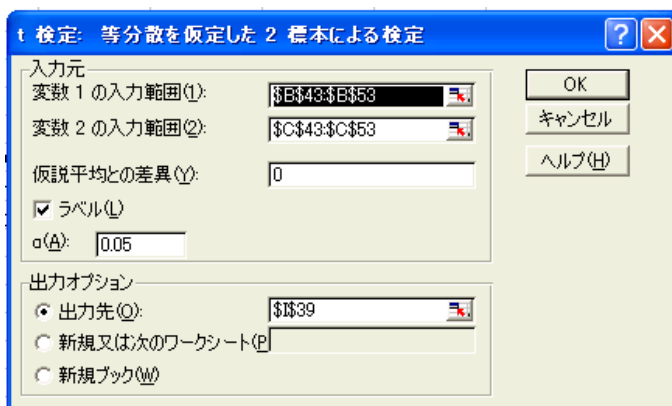 t 検定: 等分散を仮定した 2 標本による検定
入力元
変数 1 の入力範囲(1): $B$43:$B$53
変数 2 の入力範囲(2): $C$43:$C$53
仮説平均との差異(Y): 0
ラベル(L)
α(A): 0.05
出力オプション
出力先(O): $I$39
新規又は次のワークシート(P
新規ブック(W)
OK
キャンセル
ヘルプ(H)